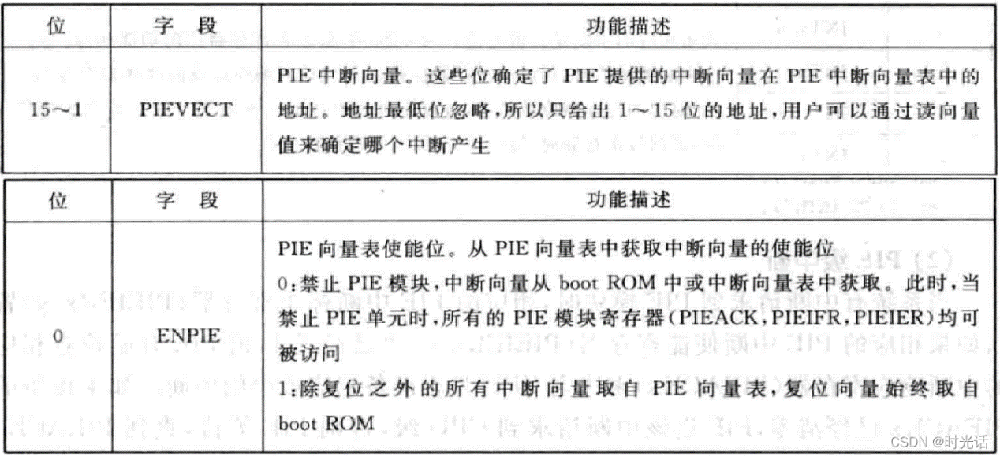 位 字 段 功能描述
15～1 PIEVECT PIE 中断向量。这些位确定了 PIE 提供的中断向量在 PIE 中断向量表中的
地址。地址最低位忽略,所以只给出 1～15 位的地址,用户可以通过读向量
值来确定哪个中断产生
位 字 段 功能描述
0 ENPIE PIE 向量表使能位。从 PIE 向量表中获取中断向量的使能位
0:禁止 PIE 模块,中断向量从 boot ROM 中或中断向量表中获取。此时,当
禁止 PIE 单元时,所有的 PIE 模块寄存器(PIEACK,PIEIFR,PIEIER)均可
被访问
1:除复位之外的所有中断向量取自 PIE 向量表,复位向量始终取自
boot ROM
CSDN @时光话